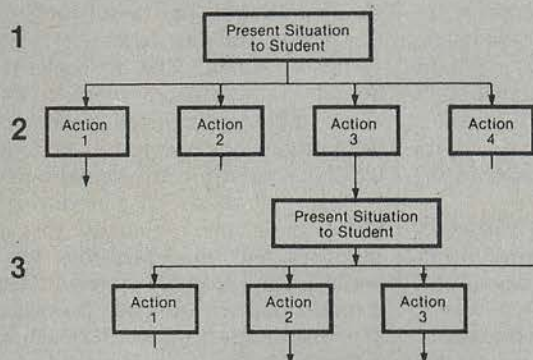 1
Present Situation
to Student
2
Action
1
Action
2
Action
3
Action
4
Present Situation
to Student
3
Action
1
Action
2
Action
3